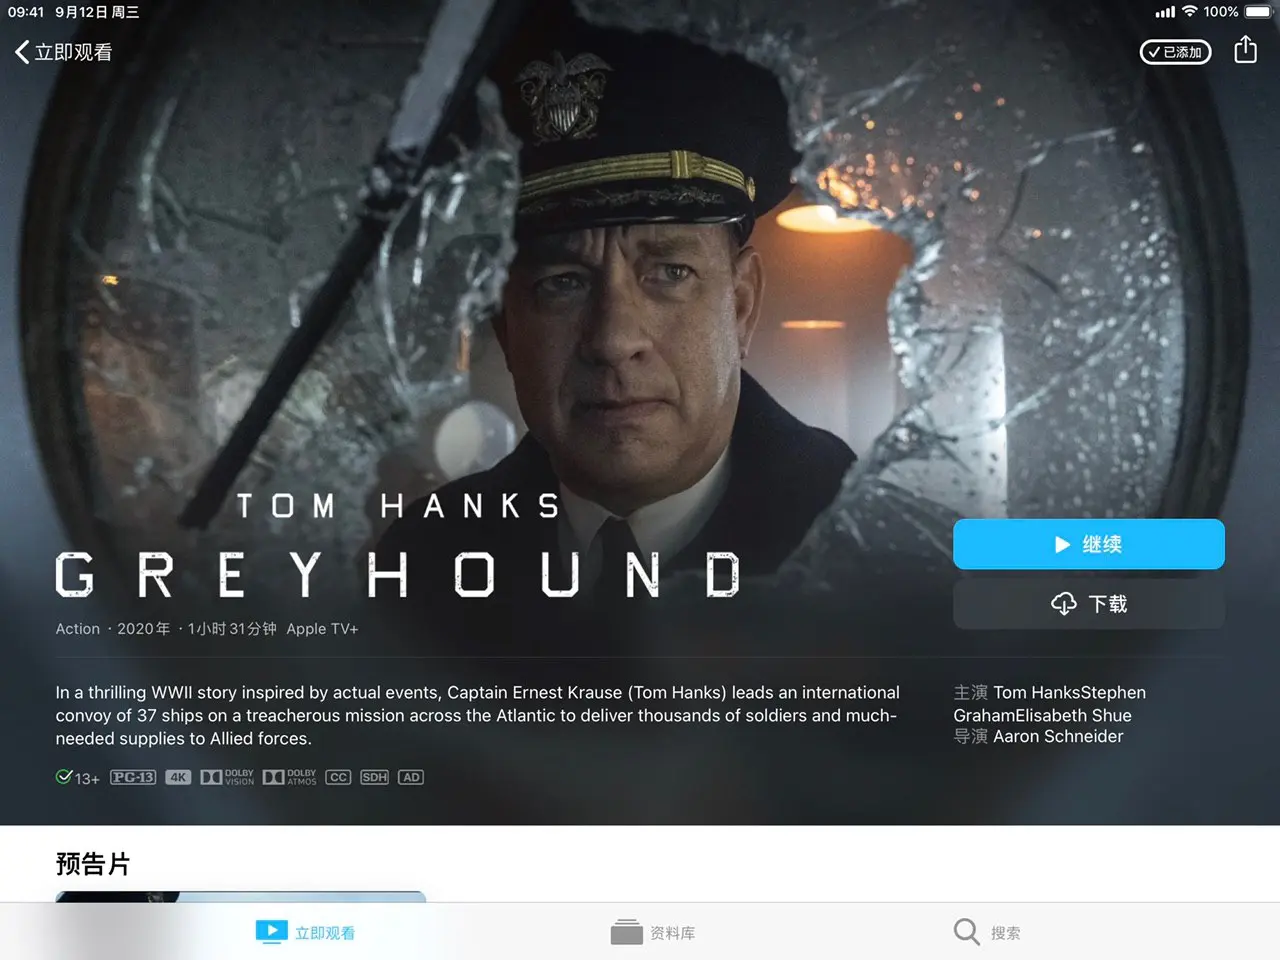 09:41 9月12日 周三
100%
立即观看
已添加
TOM HANKS
GREYHOUND
Action · 2020年 · 1小时31分钟 Apple TV+
继续
下载
In a thrilling WWII story inspired by actual events, Captain Ernest Krause (Tom Hanks) leads an international
convoy of 37 ships on a treacherous mission across the Atlantic to deliver thousands of soldiers and much-
needed supplies to Allied forces.
主演 Tom HanksStephen
GrahamElisabeth Shue
导演 Aaron Schneider
13+ PG-13 4K DOLBY VISION DOLBY ATMOS CC SDH AD
预告片
立即观看
资料库
搜索